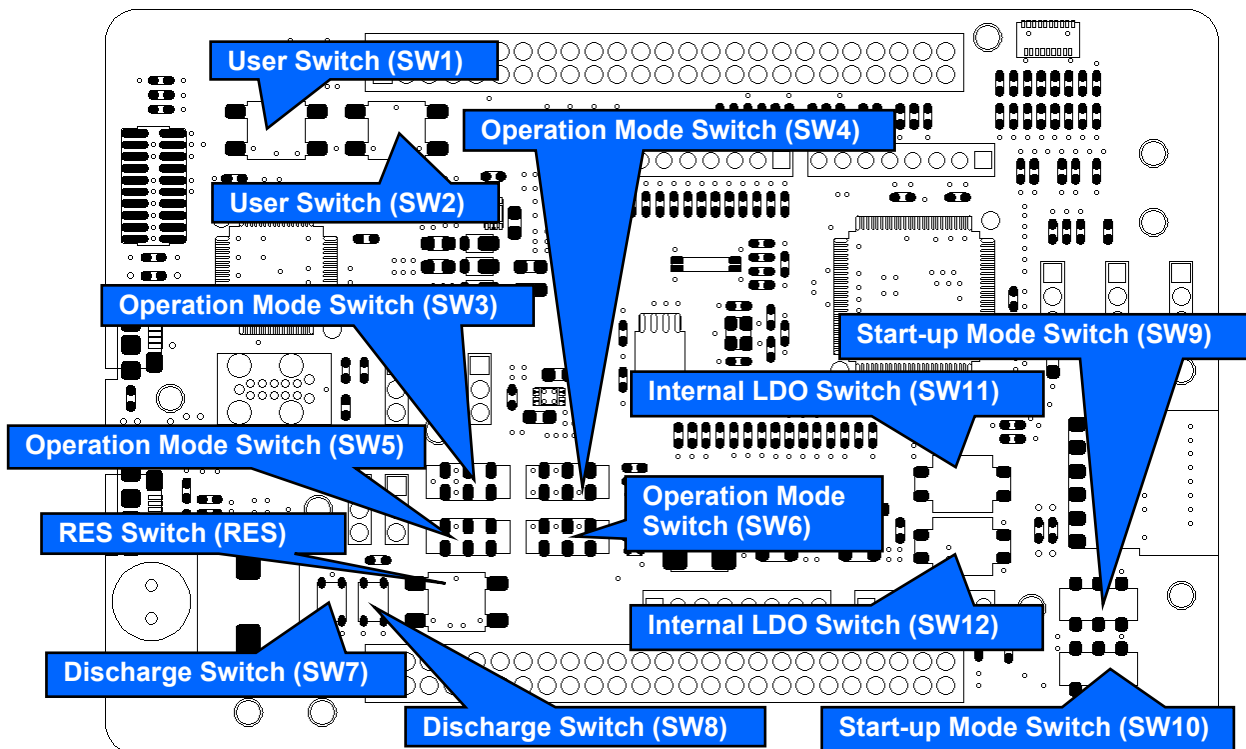 User Switch (SW1)
Operation Mode Switch (SW4)
User Switch (SW2)
Operation Mode Switch (SW3)
Start-up Mode Switch (SW9)
Internal LDO Switch (SW11)
Operation Mode Switch (SW5)
Operation Mode
Switch (SW6)
RES Switch (RES)
Internal LDO Switch (SW12)
Discharge Switch (SW7)
Discharge Switch (SW8)
Start-up Mode Switch (SW10)